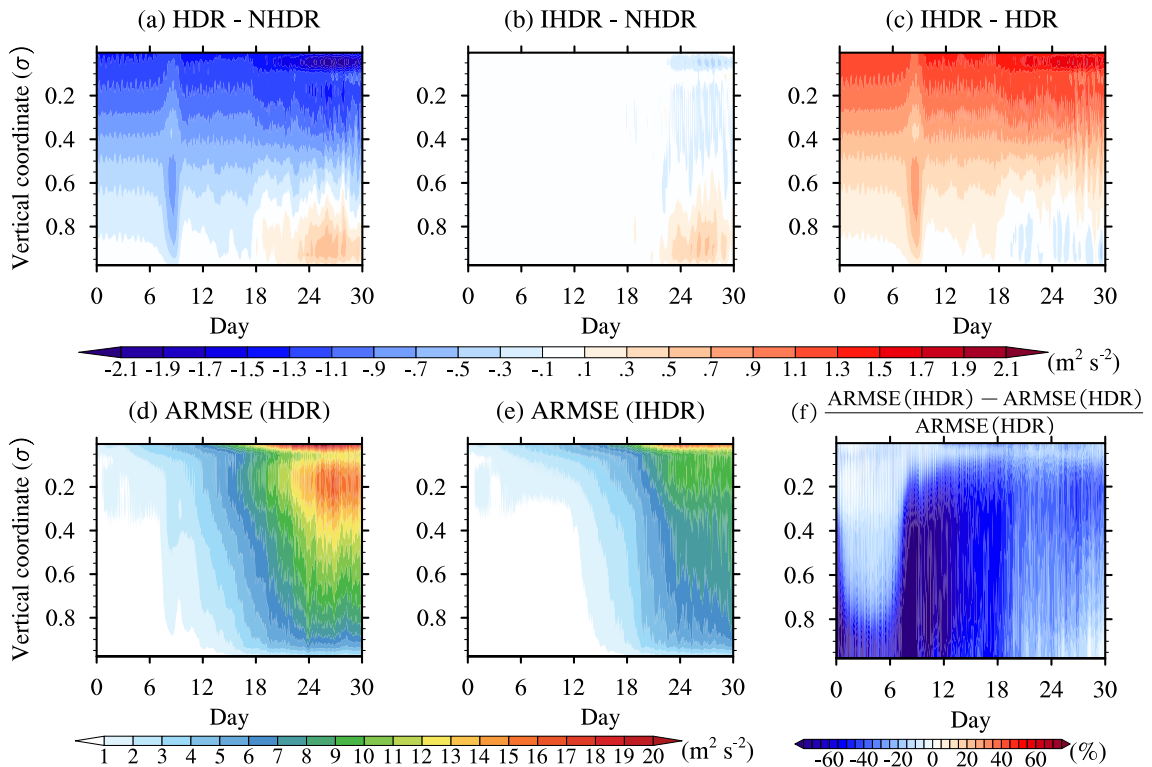 (a) HDR - NHDR
(b) IHDR - NHDR
(c) IHDR - HDR
Vertical coordinate (σ)
0.2 0.4 0.6 0.8
0 6 12 18 24 30
Day
0.2 0.4 0.6 0.8
0 6 12 18 24 30
Day
0.2 0.4 0.6 0.8
0 6 12 18 24 30
Day
-2.1 -1.9 -1.7 -1.5 -1.3 -1.1 -.9 -.7 -.5 -.3 -.1 .1 .3 .5 .7 .9 1.1 1.3 1.5 1.7 1.9 2.1 (m² s⁻²)
(d) ARMSE (HDR)
(e) ARMSE (IHDR)
(f) ARMSE (IHDR) − ARMSE (HDR)
ARMSE (HDR)
Vertical coordinate (σ)
0.2 0.4 0.6 0.8
0 6 12 18 24 30
Day
0.2 0.4 0.6 0.8
0 6 12 18 24 30
Day
0.2 0.4 0.6 0.8
0 6 12 18 24 30
Day
1 2 3 4 5 6 7 8 9 10 11 12 13 14 15 16 17 18 19 20 (m² s⁻²)
-60 -40 -20 0 20 40 60 (%)